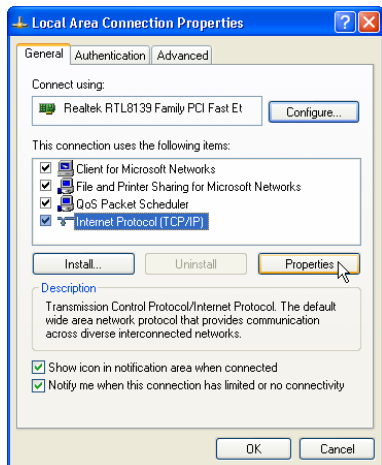 Local Area Connection Properties
General Authentication Advanced
Connect using:
Realtek RTL8139 Family PCI Fast Et Configure...
This connection uses the following items:
Client for Microsoft Networks
File and Printer Sharing for Microsoft Networks
QoS Packet Scheduler
Internet Protocol (TCP/IP)
Install... Uninstall Properties
Description
Transmission Control Protocol/Internet Protocol. The default
wide area network protocol that provides communication
across diverse interconnected networks.
Show icon in notification area when connected
Notify me when this connection has limited or no connectivity
OK Cancel